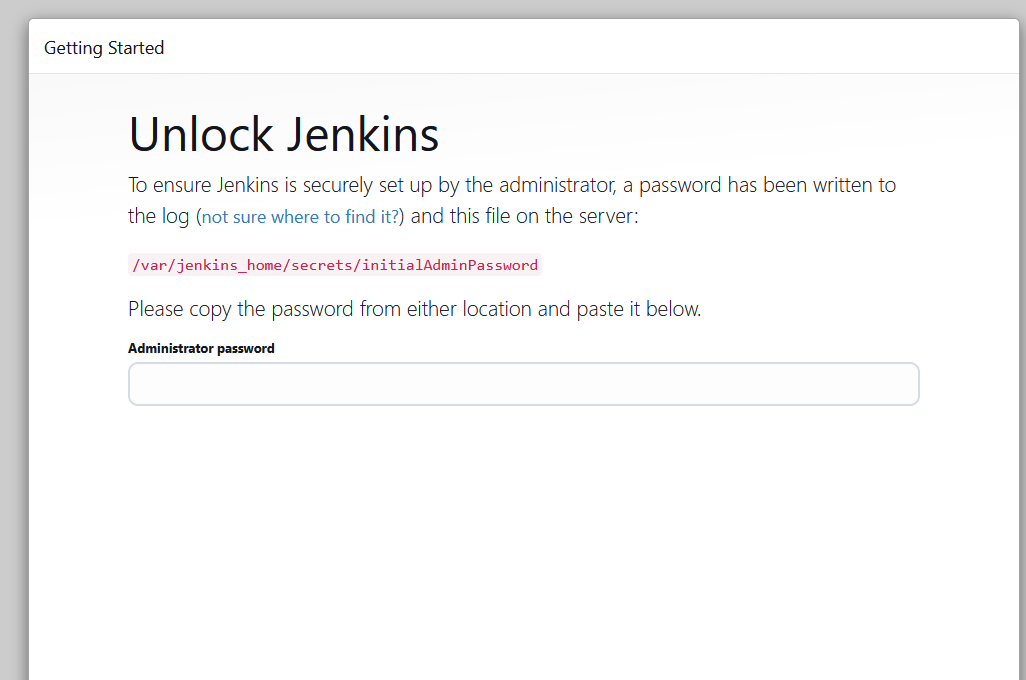 Getting Started
Unlock Jenkins
To ensure Jenkins is securely set up by the administrator, a password has been written to
the log (not sure where to find it?) and this file on the server:
/var/jenkins_home/secrets/initialAdminPassword
Please copy the password from either location and paste it below.
Administrator password